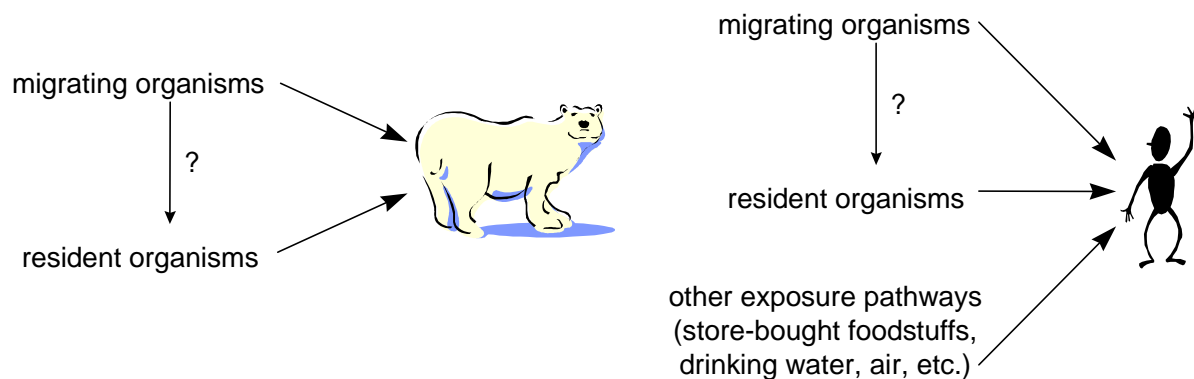 migrating organisms
?
resident organisms
migrating organisms
?
resident organisms
other exposure pathways
(store-bought foodstuffs,
drinking water, air, etc.)